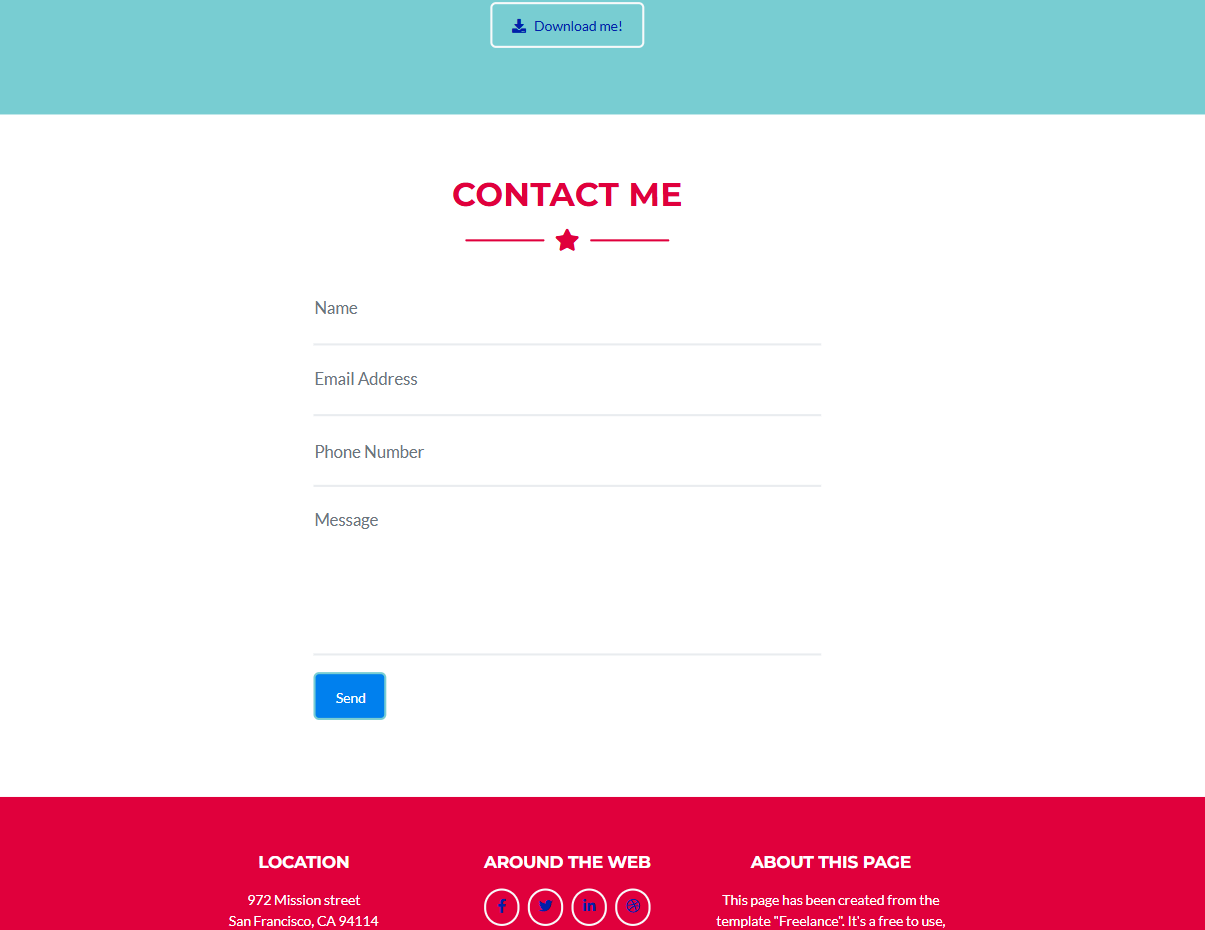 Download me!
CONTACT ME
Name
Email Address
Phone Number
Message
Send
LOCATION
972 Mission street
San Francisco, CA 94114
AROUND THE WEB
ABOUT THIS PAGE
This page has been created from the
template "Freelance". It's a free to use,